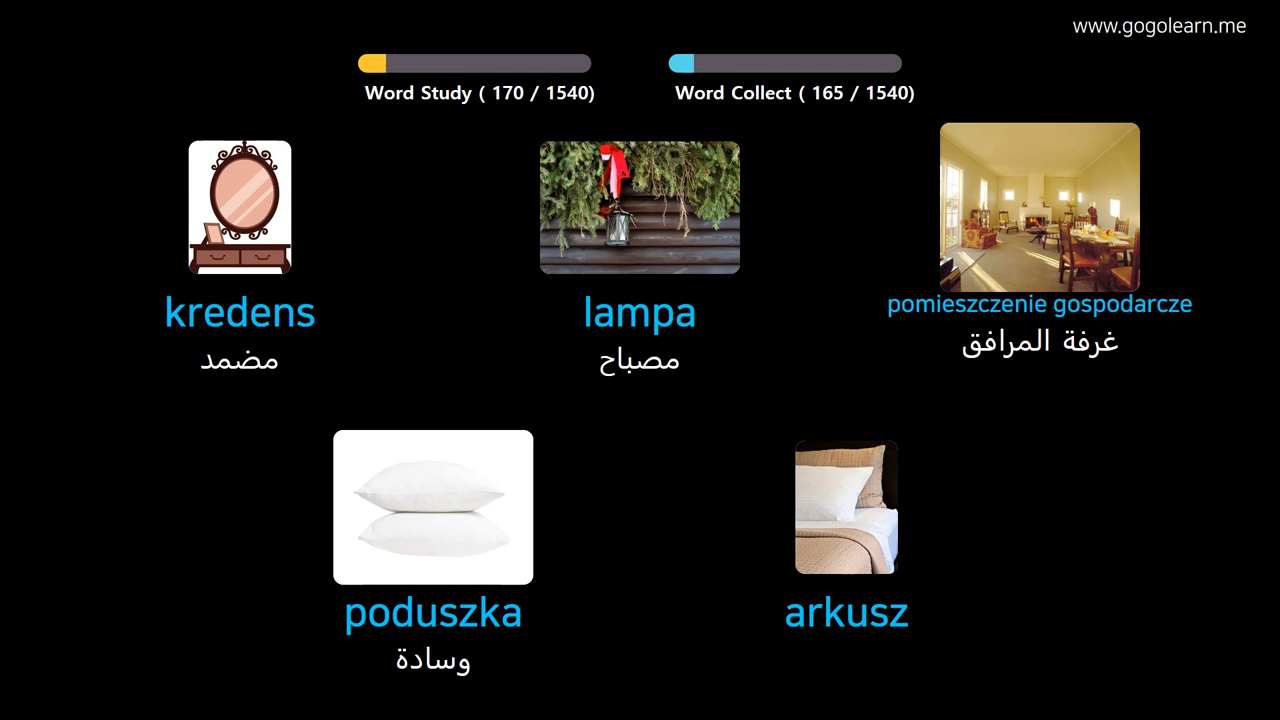 www.gogolearn.me
Word Study ( 170 / 1540)
Word Collect ( 165 / 1540)
kredens
مضمد
lampa
مصباح
pomieszczenie gospodarcze
غرفة المرافق
poduszka
وسادة
arkusz